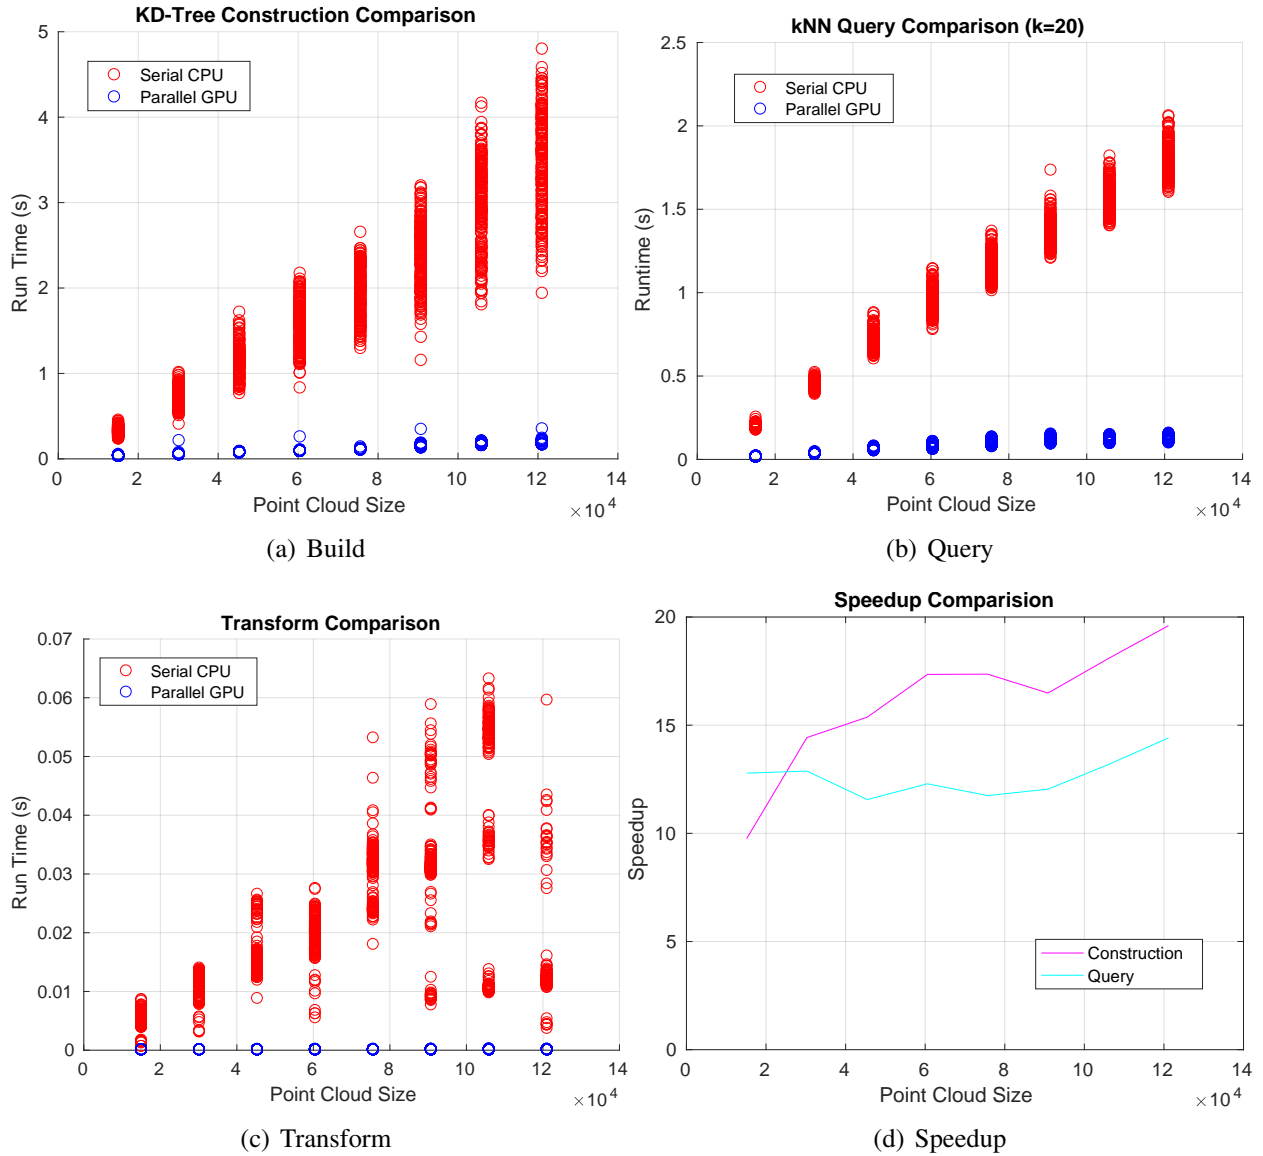 KD-Tree Construction Comparison
5
4
3
2
1
0
Run Time (s)
Serial CPU
Parallel GPU
0 2 4 6 8 10 12 14
Point Cloud Size
×10^4
(a) Build
kNN Query Comparison (k=20)
2.5
2
1.5
1
0.5
0
Runtime (s)
Serial CPU
Parallel GPU
0 2 4 6 8 10 12 14
Point Cloud Size
×10^4
(b) Query
Transform Comparison
0.07
0.06
0.05
0.04
0.03
0.02
0.01
0
Run Time (s)
Serial CPU
Parallel GPU
0 2 4 6 8 10 12 14
Point Cloud Size
×10^4
(c) Transform
Speedup Comparision
20
15
10
5
0
Speedup
Construction
Query
0 2 4 6 8 10 12 14
Point Cloud Size
×10^4
(d) Speedup